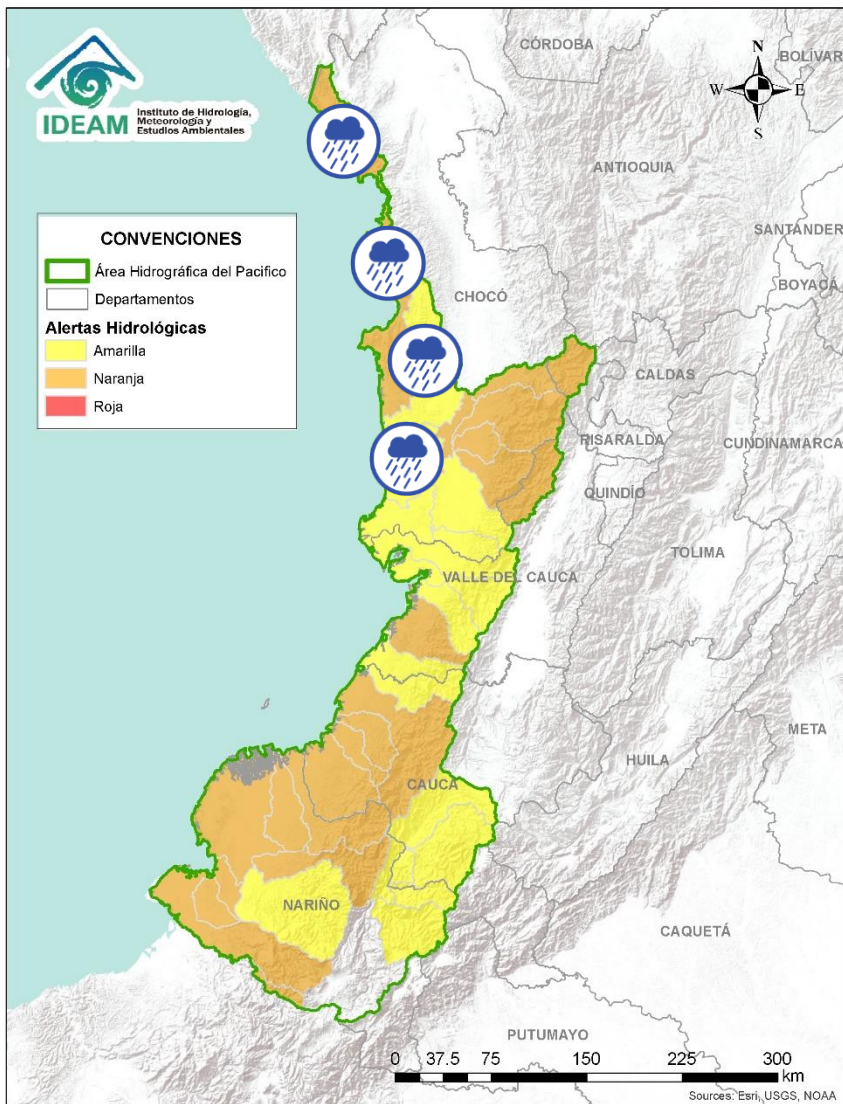 IDEAM
Instituto de Hidrología,
Meteorología y
Estudios Ambientales
CÓRDOBA
BOLÍVAR
N
W
E
S
ANTIOQUIA
SANTANDER
BOYACÁ
CONVENCIONES
Área Hidrográfica del Pacifico
Departamentos
Alertas Hidrológicas
Amarilla
Naranja
Roja
CHOCÓ
CALDAS
RISARALDA
CUNDINAMARCA
QUINDÍO
TOLIMA
VALLE DEL CAUCA
META
HUILA
CAUCA
NARIÑO
CAQUETÁ
PUTUMAYO
0 37.5 75 150 225 300
km
Sources: Esri, USGS, NOAA